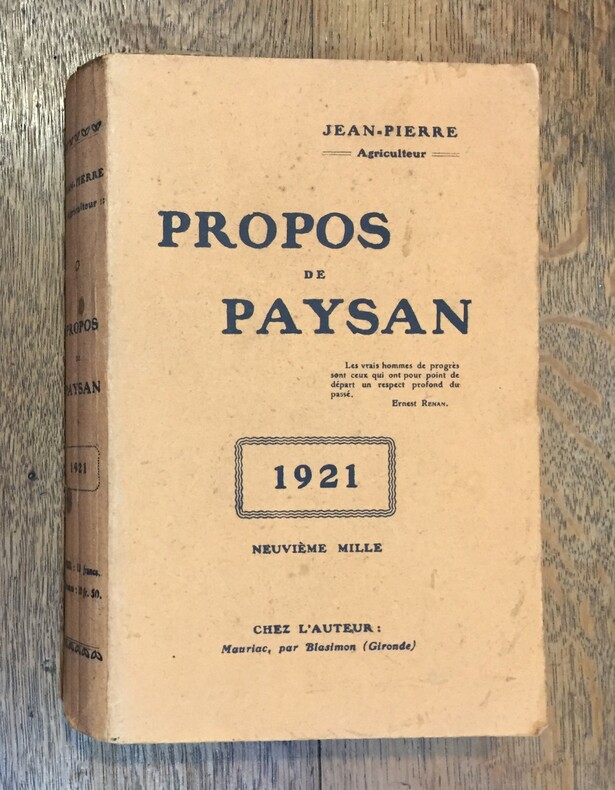 JEAN-PIERRE
Agriculteur
PROPOS
DE
PAYSAN
Les vrais hommes de progrès
sont ceux qui ont pour point de
départ un respect profond du
passé.
Ernest RENAN.
1921
NEUVIÈME MILLE
CHEZ L'AUTEUR :
Mauriac, par Blasimon (Gironde)
PROPOS
PAYSAN
1921